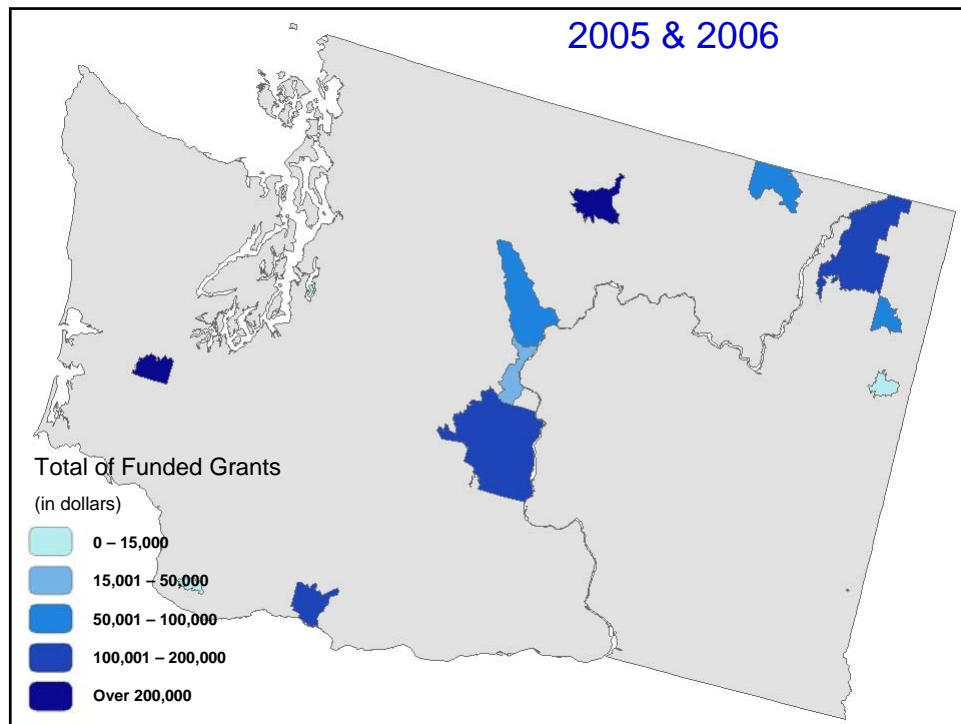 2005 & 2006
Total of Funded Grants
(in dollars)
0 – 15,000
15,001 – 50,000
50,001 – 100,000
100,001 – 200,000
Over 200,000